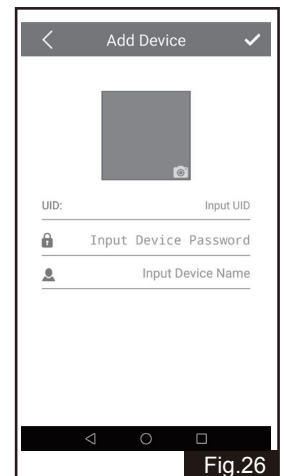 Add Device
UID: Input UID
Input Device Password
Input Device Name
Fig.26